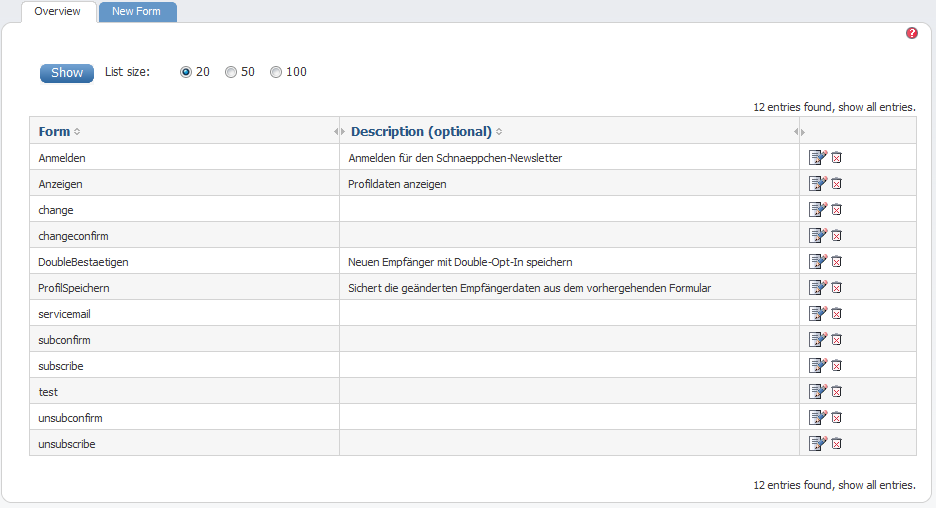 Overview New Form
?
Show List size: 20 50 100
12 entries found, show all entries.
Form Description (optional)
Anmelden Anmelden für den Schnaeppchen-Newsletter
Anzeigen Profildaten anzeigen
change
changeconfirm
DoubleBestaetigen Neuen Empfänger mit Double-Opt-In speichern
ProfilSpeichern Sichert die geänderten Empfängerdaten aus dem vorhergehenden Formular
servicemail
subconfirm
subscribe
test
unsubconfirm
unsubscribe
12 entries found, show all entries.